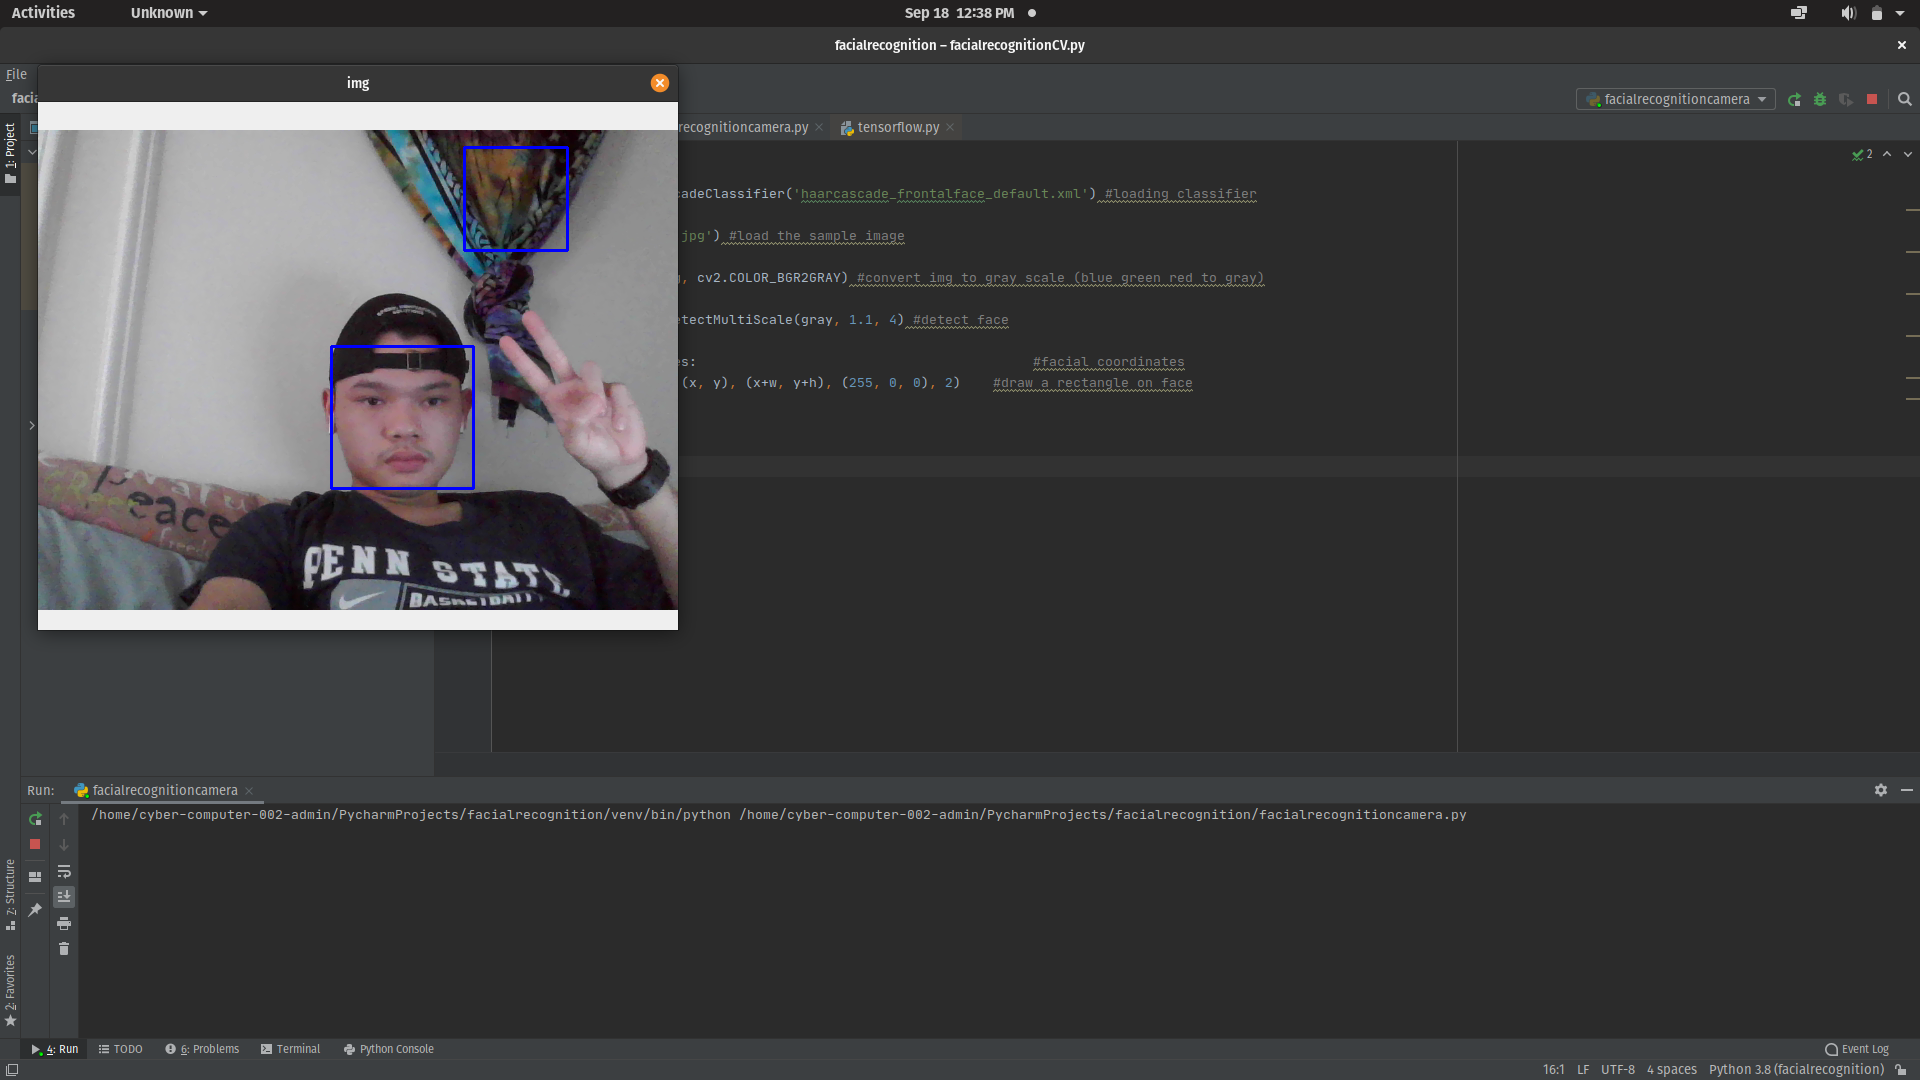 Activities
Unknown
Sep 18 12:38 PM
facialrecognition – facialrecognitionCV.py
File
img
facialrecognitioncamera
recognitioncamera.py
tensorflow.py
1: Project
2
cadeClassifier('haarcascade_frontalface_default.xml') #loading classifier
jpg') #load the sample image
, cv2.COLOR_BGR2GRAY) #convert img to gray scale (blue green red to gray)
tectMultiScale(gray, 1.1, 4) #detect face
es: #facial coordinates
(x, y), (x+w, y+h), (255, 0, 0), 2) #draw a rectangle on face
Peace
PENN STATE
BASKETBALL
Run:
facialrecognitioncamera
/home/cyber-computer-002-admin/PycharmProjects/facialrecognition/venv/bin/python /home/cyber-computer-002-admin/PycharmProjects/facialrecognition/facialrecognitioncamera.py
7: Structure
2: Favorites
4: Run
TODO
6: Problems
Terminal
Python Console
Event Log
16:1 LF UTF-8 4 spaces Python 3.8 (facialrecognition)